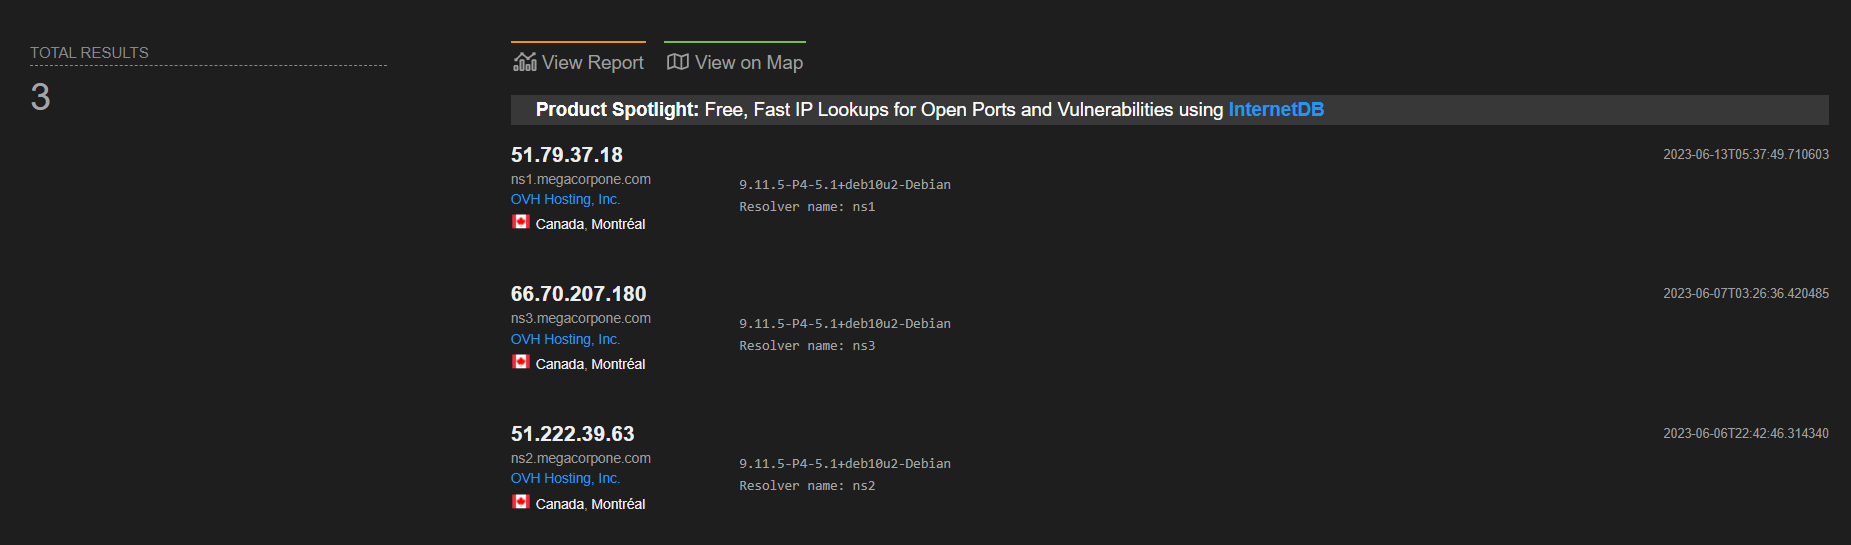 TOTAL RESULTS
3
View Report
View on Map
Product Spotlight: Free, Fast IP Lookups for Open Ports and Vulnerabilities using InternetDB
51.79.37.18
2023-06-13T05:37:49.710603
ns1.megacorpone.com
OVH Hosting, Inc.
Canada, Montréal
9.11.5-P4-5.1+deb10u2-Debian
Resolver name: ns1
66.70.207.180
2023-06-07T03:26:36.420485
ns3.megacorpone.com
OVH Hosting, Inc.
Canada, Montréal
9.11.5-P4-5.1+deb10u2-Debian
Resolver name: ns3
51.222.39.63
2023-06-06T22:42:46.314340
ns2.megacorpone.com
OVH Hosting, Inc.
Canada, Montréal
9.11.5-P4-5.1+deb10u2-Debian
Resolver name: ns2